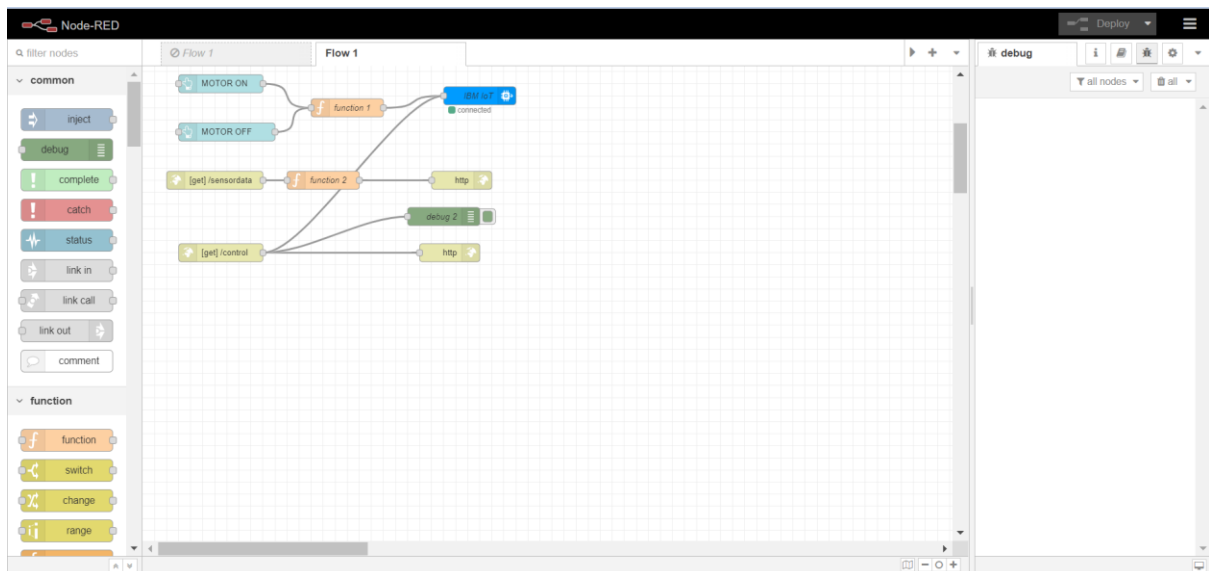 Node-RED
Deploy
filter nodes
Flow 1
Flow 1
debug
i
all nodes
all
common
inject
debug
complete
catch
status
link in
link call
link out
comment
function
function
switch
change
range
MOTOR ON
MOTOR OFF
function 1
IBM IoT
connected
[get] /sensordata
function 2
http
debug 2
[get] /control
http